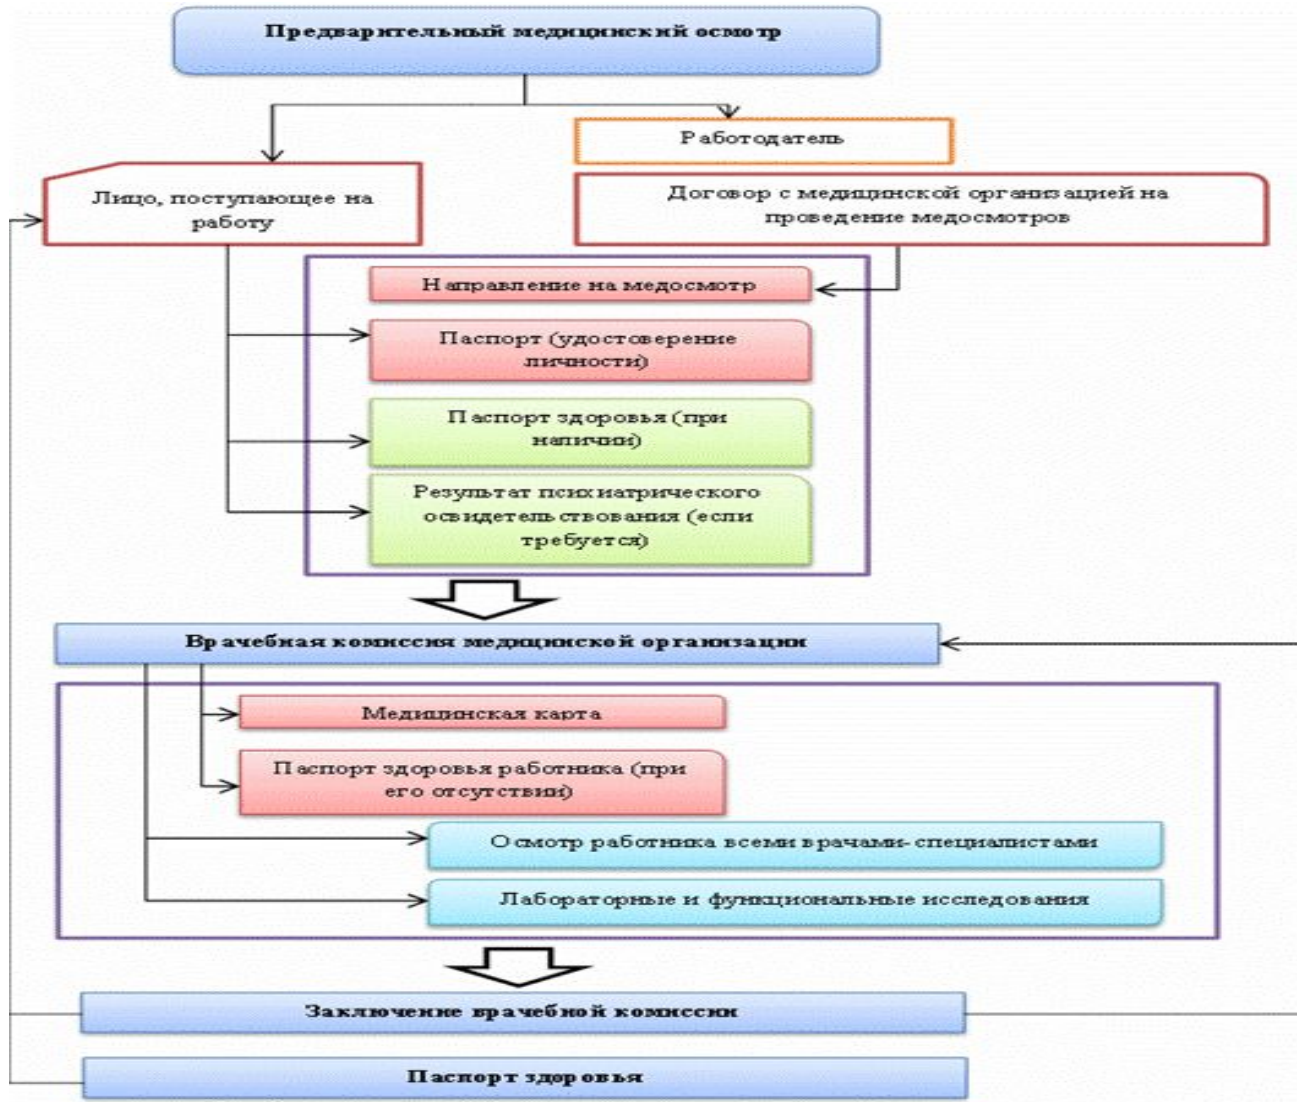 Предварительный медицинский осмотр
Работодатель
Лицо, поступающее на
работу
Договор с медицинской организацией на
проведение медосмотров
Направление на медосмотр
Паспорт (удостоверение
личности)
Паспорт здоровья (при
наличии)
Результат психиатрического
освидетельствования (если
требуется)
Врачебная комиссия медицинской организации
Медицинская карта
Паспорт здоровья работника (при
его отсутствии)
Осмотр работника всеми врачами-специалистами
Лабораторные и функциональные исследования
Заключение врачебной комиссии
Паспорт здоровья